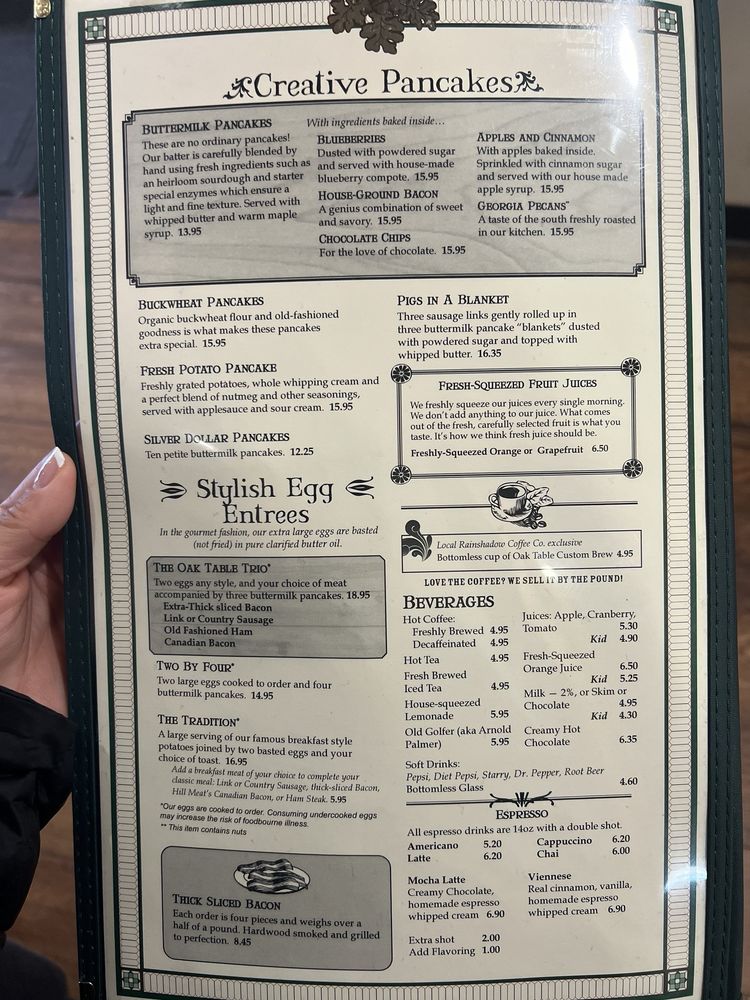 Creative Pancakes
BUTTERMILK PANCAKES
These are no ordinary pancakes!
Our batter is carefully blended by
hand using fresh ingredients such as
an heirloom sourdough and starter
special enzymes which ensure a
light and fine texture. Served with
whipped butter and warm maple
syrup. 13.95
With ingredients baked inside…
BLUEBERRIES
Dusted with powdered sugar
and served with house-made
blueberry compote. 15.95
HOUSE-GROUND BACON
A genius combination of sweet
and savory. 15.95
CHOCOLATE CHIPS
For the love of chocolate. 15.95
APPLES AND CINNAMON
With apples baked inside.
Sprinkled with cinnamon sugar
and served with our house made
apple syrup. 15.95
GEORGIA PECANS**
A taste of the south freshly roasted
in our kitchen. 15.95
BUCKWHEAT PANCAKES
Organic buckwheat flour and old-fashioned
goodness is what makes these pancakes
extra special. 15.95
FRESH POTATO PANCAKE
Freshly grated potatoes, whole whipping cream and
a perfect blend of nutmeg and other seasonings,
served with applesauce and sour cream. 15.95
SILVER DOLLAR PANCAKES
Ten petite buttermilk pancakes. 12.25
Stylish Egg
Entrees
In the gourmet fashion, our extra large eggs are basted
(not fried) in pure clarified butter oil.
THE OAK TABLE TRIO*
Two eggs any style, and your choice of meat
accompanied by three buttermilk pancakes. 18.95
Extra-Thick sliced Bacon
Link or Country Sausage
Old Fashioned Ham
Canadian Bacon
TWO BY FOUR*
Two large eggs cooked to order and four
buttermilk pancakes. 14.95
THE TRADITION*
A large serving of our famous breakfast style
potatoes joined by two basted eggs and your
choice of toast. 16.95
Add a breakfast meat of your choice to complete your
classic meal: Link or Country Sausage, thick-sliced Bacon,
Hill Meat's Canadian Bacon, or Ham Steak. 5.95
*Our eggs are cooked to order. Consuming undercooked eggs
may increase the risk of foodbourne illness.
** This item contains nuts
THICK SLICED BACON
Each order is four pieces and weighs over a
half of a pound. Hardwood smoked and grilled
to perfection. 8.45
PIGS IN A BLANKET
Three sausage links gently rolled up in
three buttermilk pancake "blankets" dusted
with powdered sugar and topped with
whipped butter. 16.35
FRESH-SQUEEZED FRUIT JUICES
We freshly squeeze our juices every single morning.
We don't add anything to our juice. What comes
out of the fresh, carefully selected fruit is what you
taste. It's how we think fresh juice should be.
Freshly-Squeezed Orange or Grapefruit 6.50
Local Rainshadow Coffee Co. exclusive
Bottomless cup of Oak Table Custom Brew 4.95
LOVE THE COFFEE? WE SELL IT BY THE POUND!
BEVERAGES
Hot Coffee:
Freshly Brewed 4.95
Decaffeinated 4.95
Hot Tea 4.95
Fresh Brewed
Iced Tea 4.95
House-squeezed
Lemonade 5.95
Old Golfer (aka Arnold
Palmer) 5.95
Juices: Apple, Cranberry,
Tomato 5.30
Kid 4.90
Fresh-Squeezed
Orange Juice 6.50
Kid 5.25
Milk — 2%, or Skim or
Chocolate 4.95
Kid 4.30
Creamy Hot
Chocolate 6.35
Soft Drinks:
Pepsi, Diet Pepsi, Starry, Dr. Pepper, Root Beer
Bottomless Glass 4.60
ESPRESSO
All espresso drinks are 14oz with a double shot.
Americano 5.20
Latte 6.20
Cappuccino 6.20
Chai 6.00
Mocha Latte
Creamy Chocolate,
homemade espresso
whipped cream 6.90
Viennese
Real cinnamon, vanilla,
homemade espresso
whipped cream 6.90
Extra shot 2.00
Add Flavoring 1.00